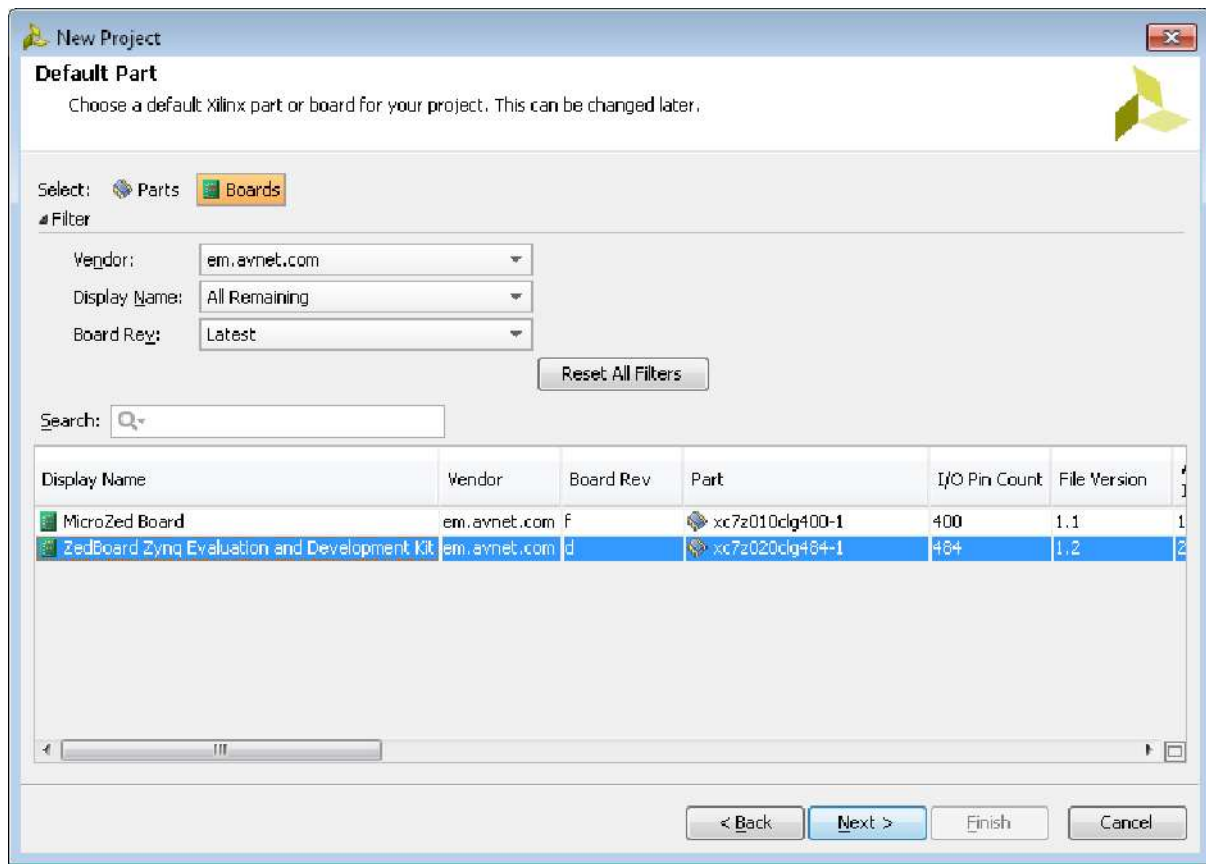 New Project
Default Part
Choose a default Xilinx part or board for your project. This can be changed later.
Select: Parts Boards
Filter
Vendor: em.avnet.com
Display Name: All Remaining
Board Rev: Latest
Reset All Filters
Search:
Display Name Vendor Board Rev Part I/O Pin Count File Version
MicroZed Board em.avnet.com f xc7z010clg400-1 400 1.1 1
ZedBoard Zynq Evaluation and Development Kit em.avnet.com d xc7z020clg484-1 484 1.2 2
< Back Next > Finish Cancel